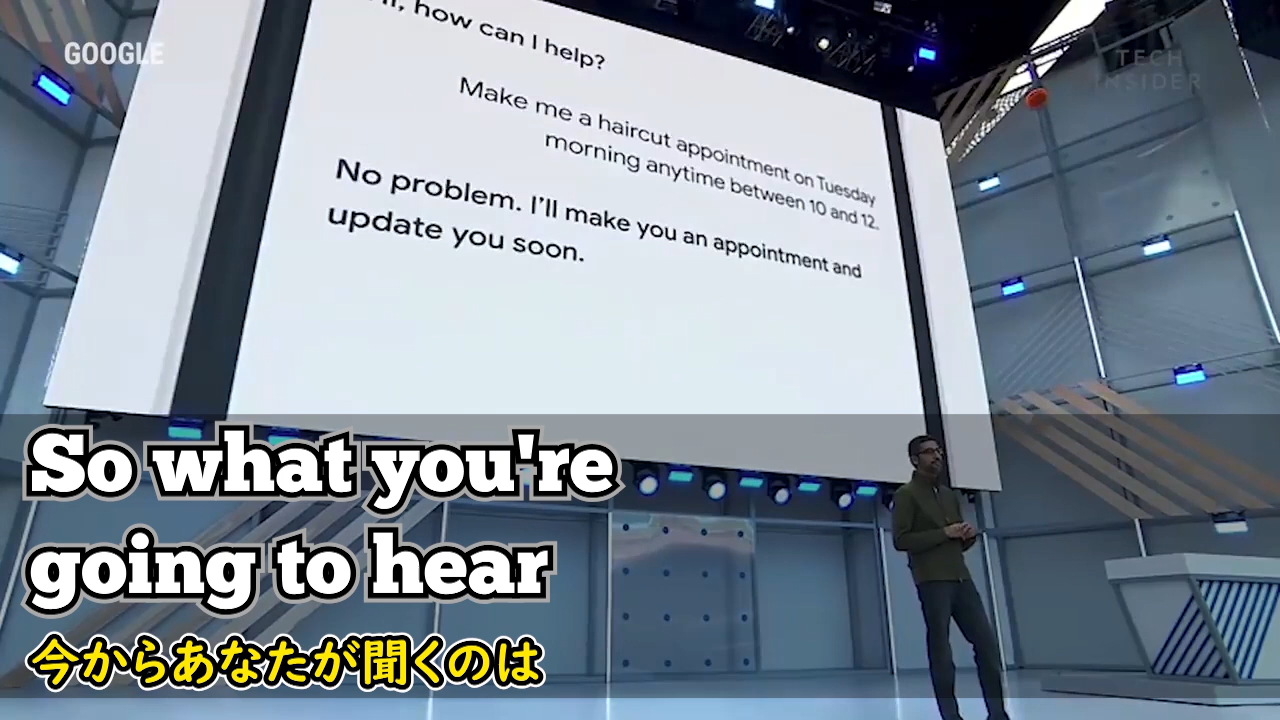 GOOGLE
TECH
INSIDER
how can I help?
Make me a haircut appointment on Tuesday
morning anytime between 10 and 12.
No problem. I'll make you an appointment and
update you soon.
So what you're
going to hear
今からあなたが聞くのは